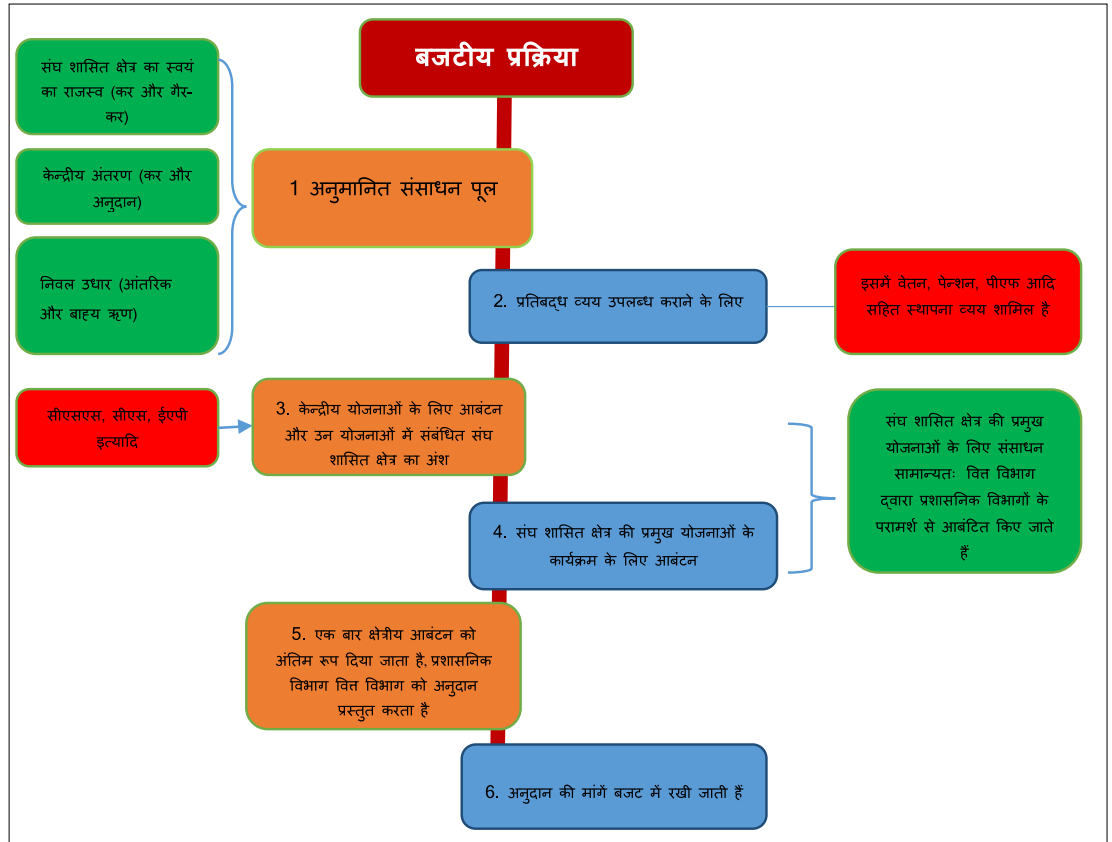 बजटीय प्रक्रिया
संघ शासित क्षेत्र का स्वयं
का राजस्व (कर और गैर-
कर)
केन्द्रीय अंतरण (कर और
अनुदान)
निवल उधार (आंतरिक
और बाह्य ऋण)
1 अनुमानित संसाधन पूल
2. प्रतिबद्ध व्यय उपलब्ध कराने के लिए
इसमें वेतन, पेन्शन, पीएफ आदि
सहित स्थापना व्यय शामिल है
सीएसएस, सीएस, ईएपी
इत्यादि
3. केन्द्रीय योजनाओं के लिए आबंटन
और उन योजनाओं में संबंधित संघ
शासित क्षेत्र का अंश
संघ शासित क्षेत्र की प्रमुख
योजनाओं के लिए संसाधन
सामान्यतः वित्त विभाग
द्वारा प्रशासनिक विभागों के
परामर्श से आबंटित किए जाते
हैं
4. संघ शासित क्षेत्र की प्रमुख योजनाओं के
कार्यक्रम के लिए आबंटन
5. एक बार क्षेत्रीय आबंटन को
अंतिम रूप दिया जाता है, प्रशासनिक
विभाग वित्त विभाग को अनुदान
प्रस्तुत करता है
6. अनुदान की मांगें बजट में रखी जाती हैं